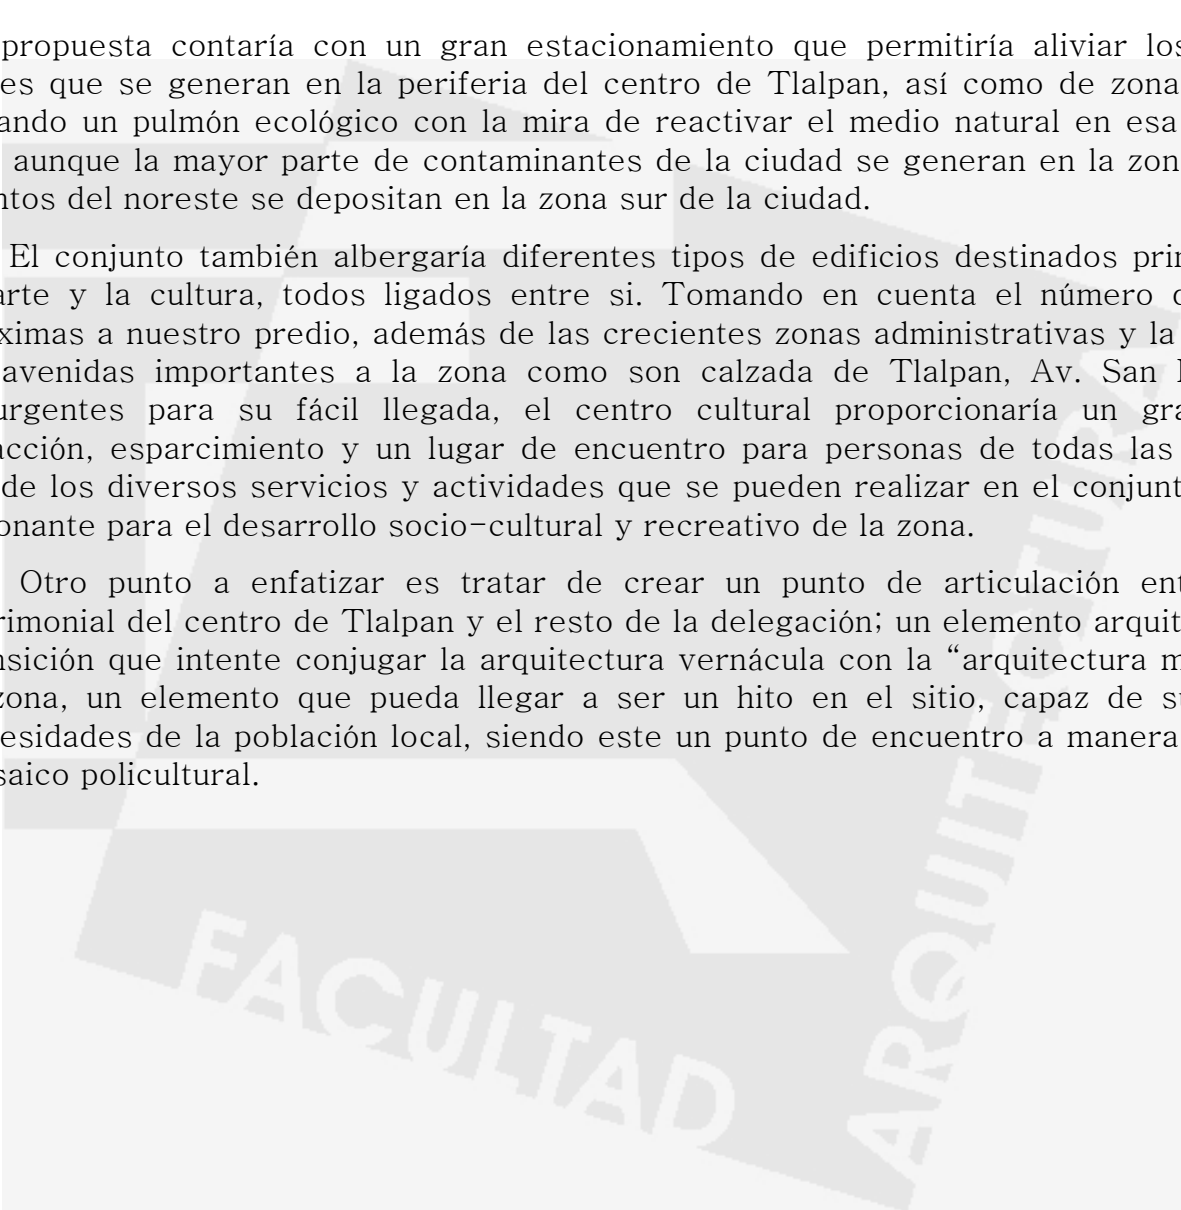 propuesta contaría con un gran estacionamiento que permitiría aliviar los
es que se generan en la periferia del centro de Tlalpan, así como de zona
ando un pulmón ecológico con la mira de reactivar el medio natural en esa
aunque la mayor parte de contaminantes de la ciudad se generan en la zon
ntos del noreste se depositan en la zona sur de la ciudad.
El conjunto también albergaría diferentes tipos de edificios destinados prin
arte y la cultura, todos ligados entre si. Tomando en cuenta el número
ximas a nuestro predio, además de las crecientes zonas administrativas y la
avenidas importantes a la zona como son calzada de Tlalpan, Av. San
urgentes para su fácil llegada, el centro cultural proporcionaría un gra
acción, esparcimiento y un lugar de encuentro para personas de todas las
de los diversos servicios y actividades que se pueden realizar en el conjunt
onante para el desarrollo socio-cultural y recreativo de la zona.
Otro punto a enfatizar es tratar de crear un punto de articulación ent
rimonial del centro de Tlalpan y el resto de la delegación; un elemento arquit
nsición que intente conjugar la arquitectura vernácula con la “arquitectura m
zona, un elemento que pueda llegar a ser un hito en el sitio, capaz de su
esidades de la población local, siendo este un punto de encuentro a manera
saico policultural.
FACULTAD
ARQUITECTURA